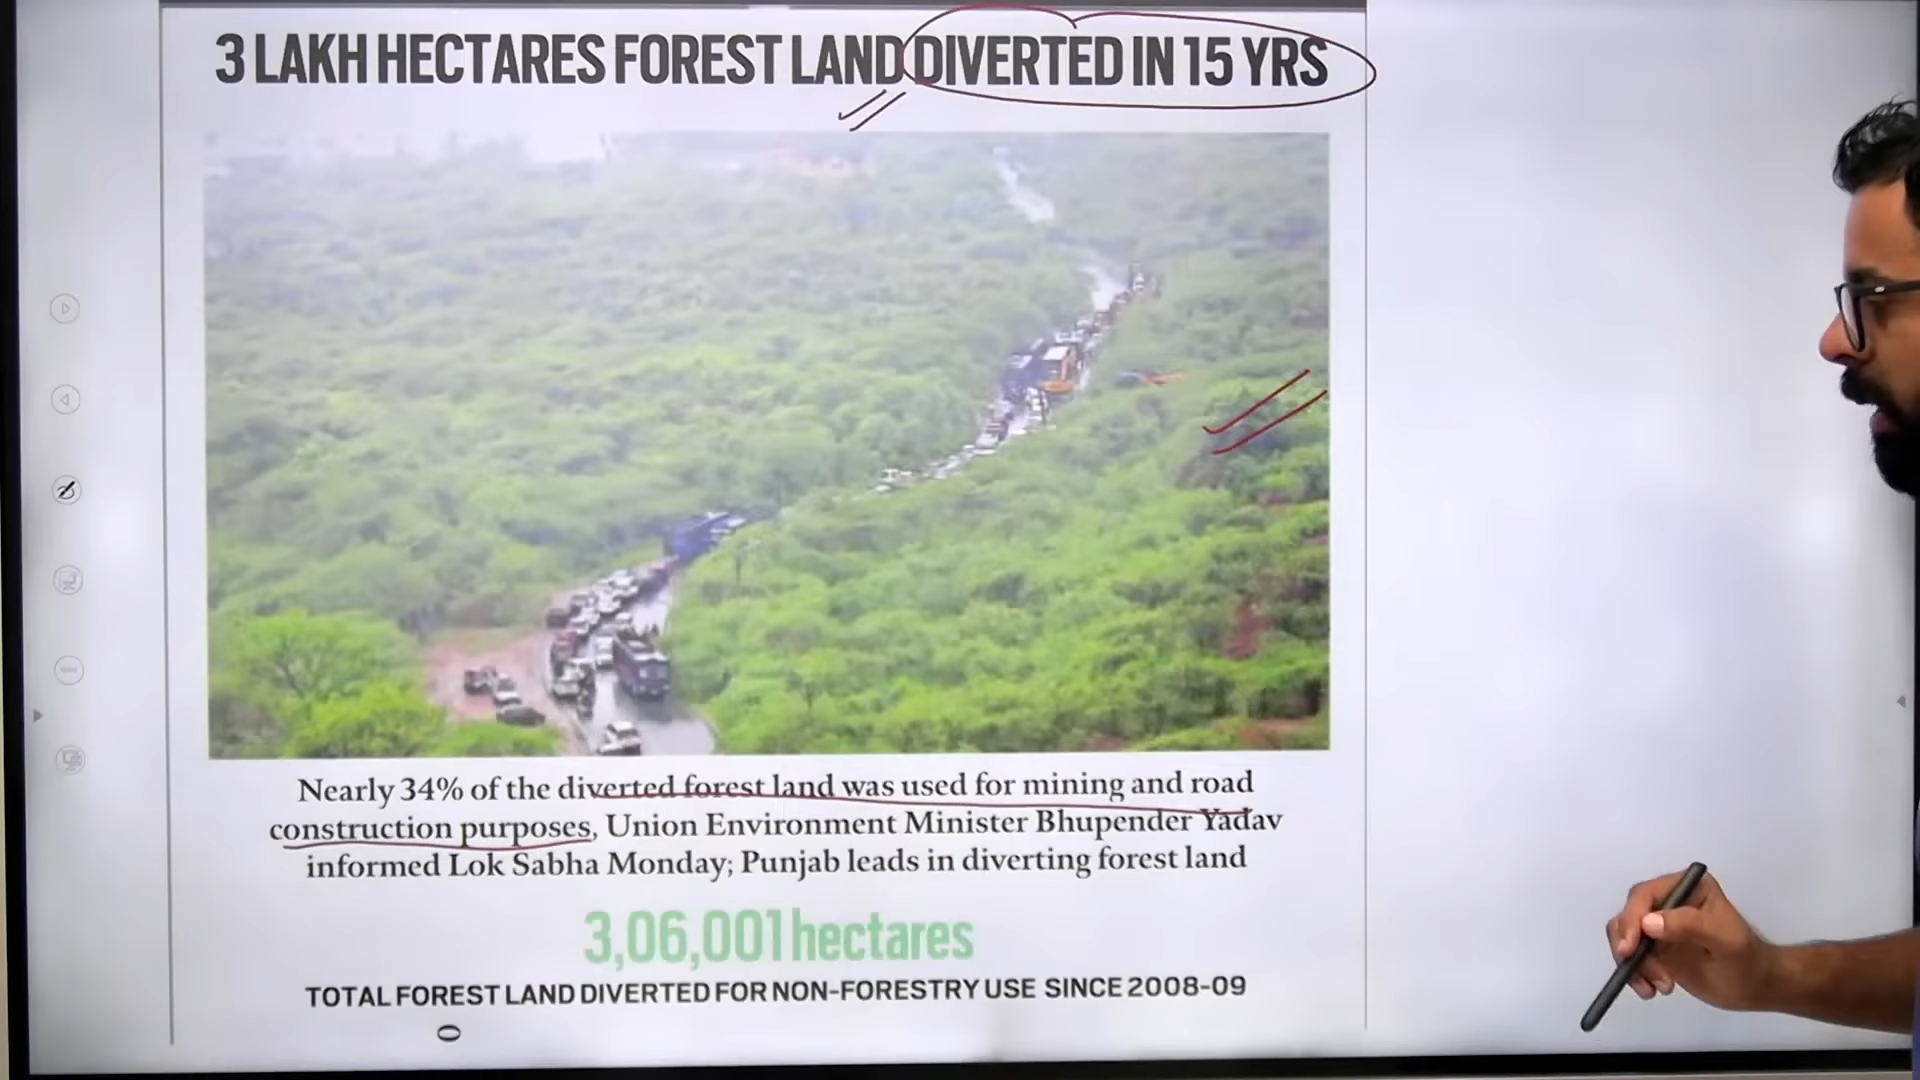 3 LAKH HECTARES FOREST LAND DIVERTED IN 15 YRS
Nearly 34% of the diverted forest land was used for mining and road
construction purposes, Union Environment Minister Bhupender Yadav
informed Lok Sabha Monday; Punjab leads in diverting forest land
3,06,001 hectares
TOTAL FOREST LAND DIVERTED FOR NON-FORESTRY USE SINCE 2008-09